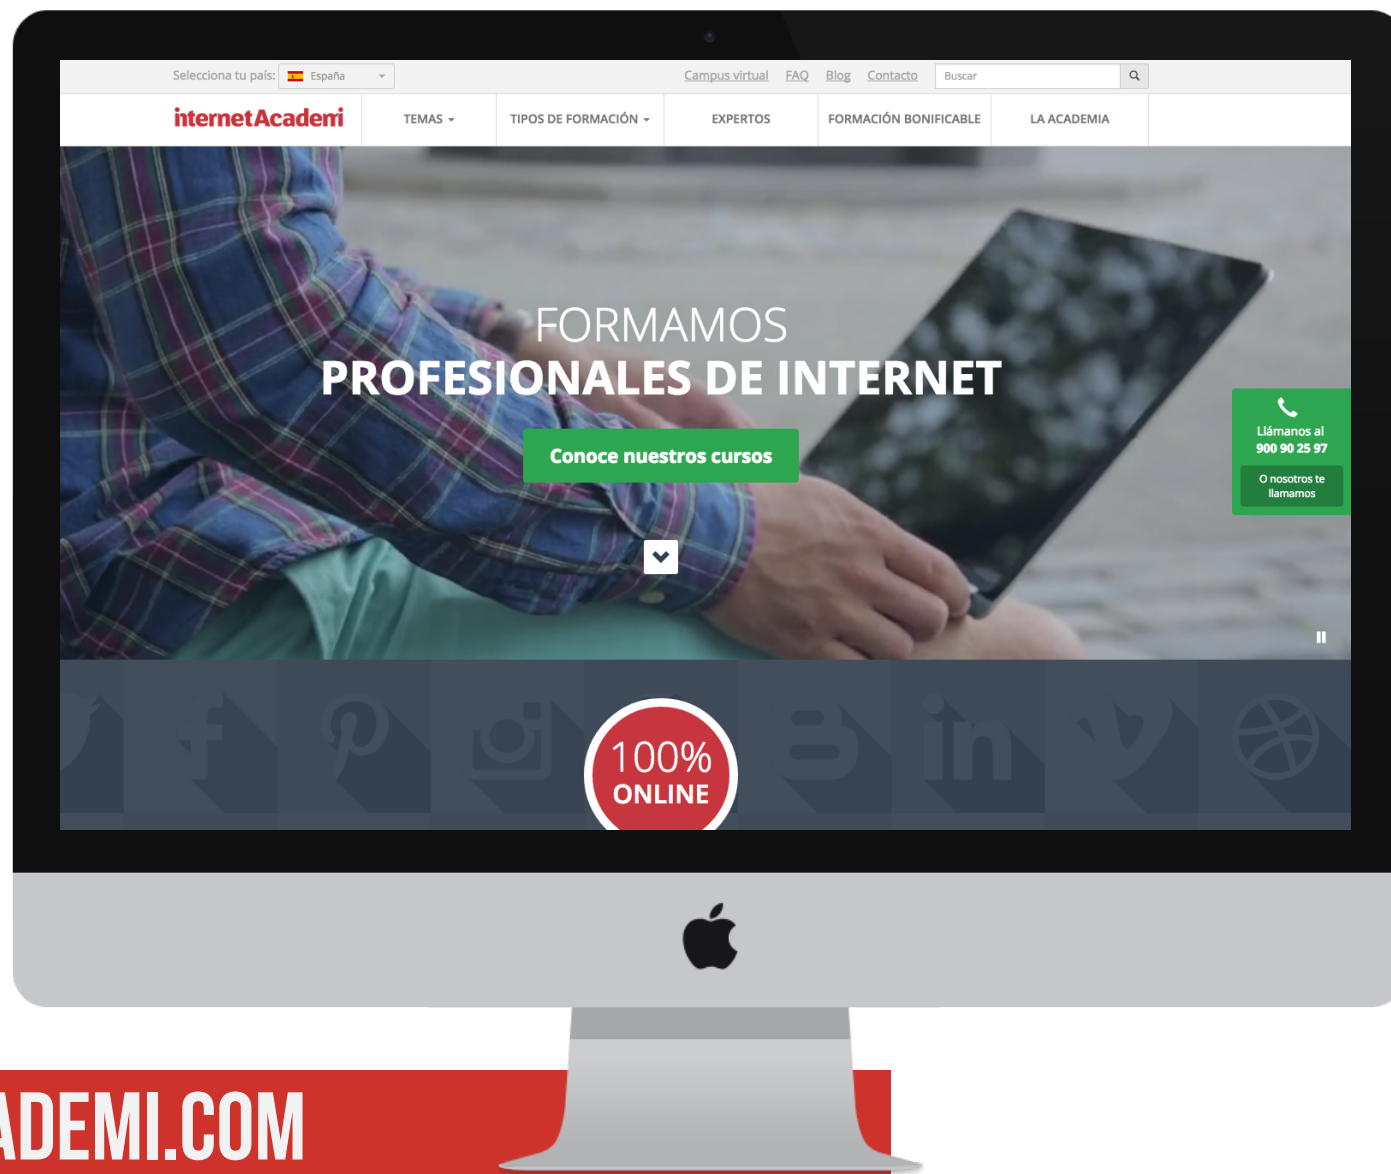 Selecciona tu país: España
Campus virtual FAQ Blog Contacto Buscar
internetAcademi
TEMAS TIPOS DE FORMACIÓN EXPERTOS FORMACIÓN BONIFICABLE LA ACADEMIA
FORMAMOS
PROFESIONALES DE INTERNET
Conoce nuestros cursos
Llámanos al
900 90 25 97
O nosotros te
llamamos
100%
ONLINE
ADEMI.COM